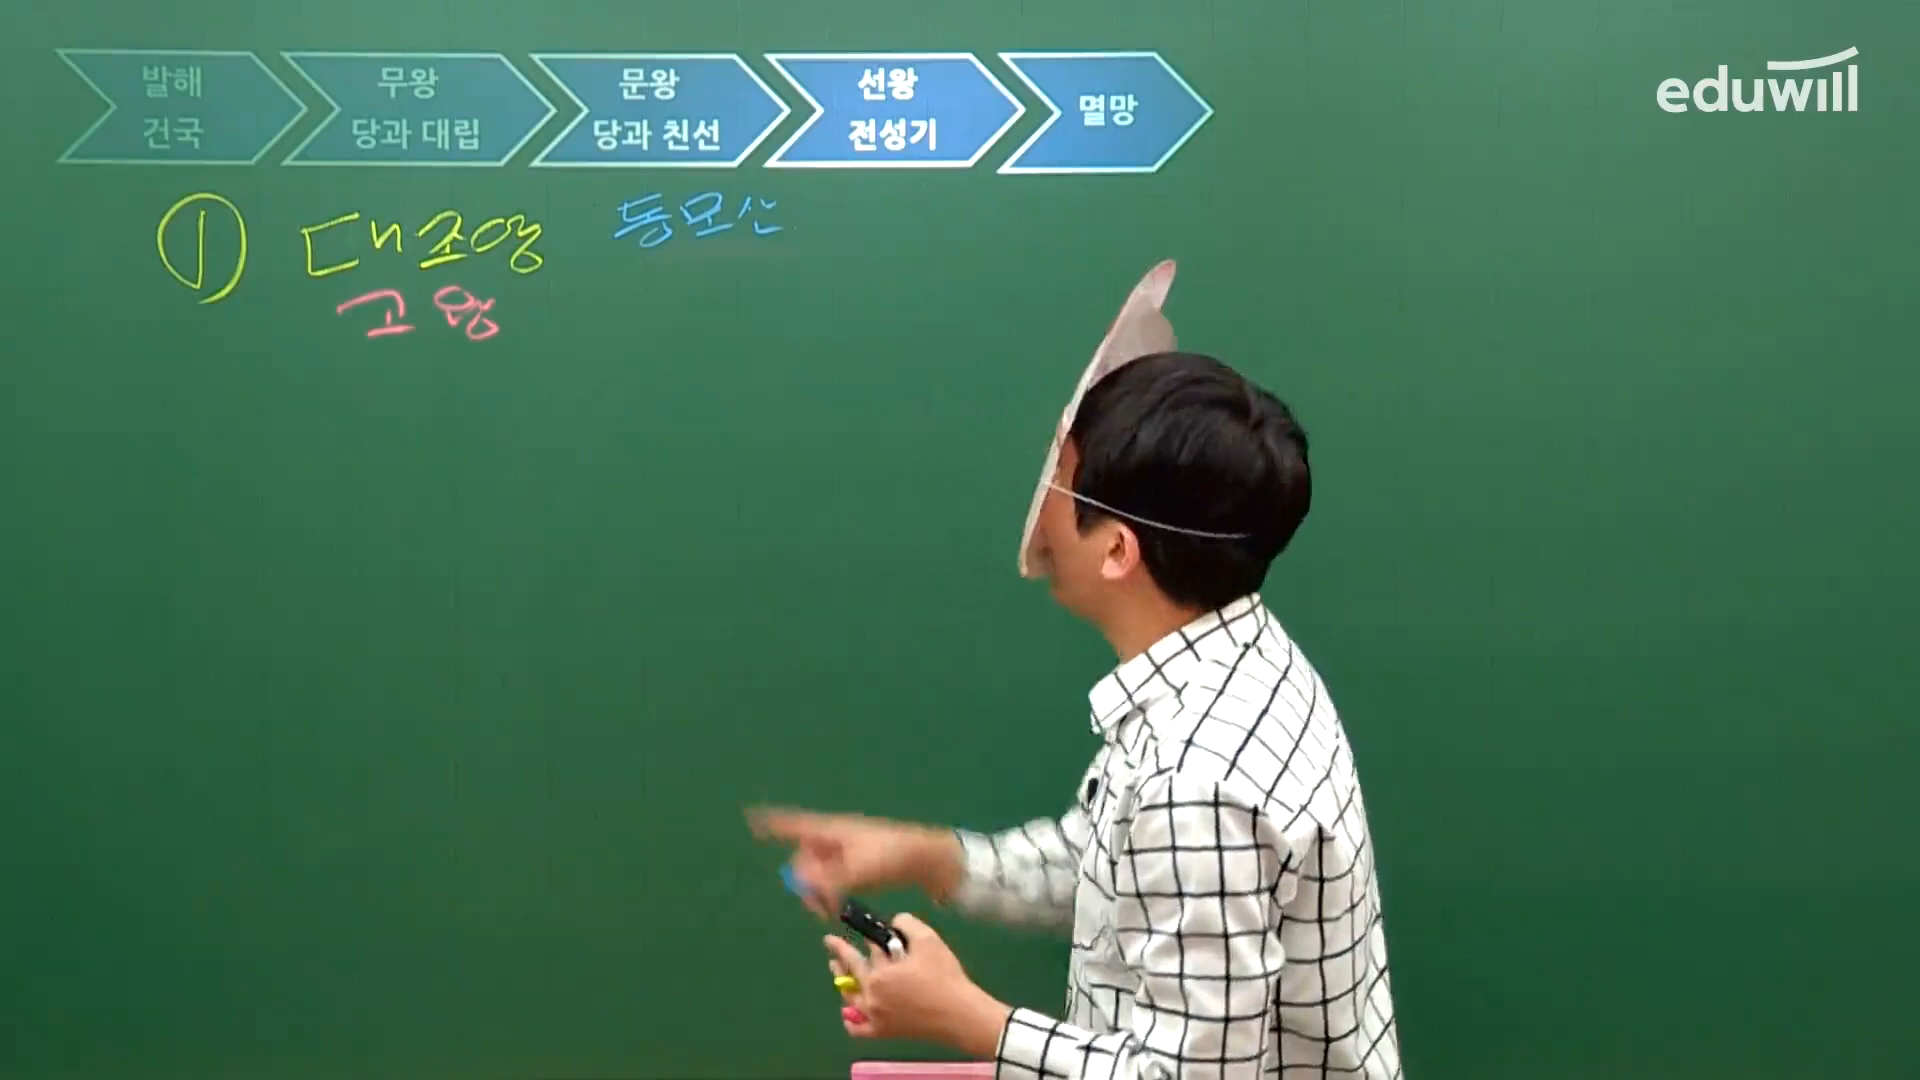 발해
건국
무왕
당과 대립
문왕
당과 친선
선왕
전성기
멸망
eduwill
① 대조영 동모산
고왕